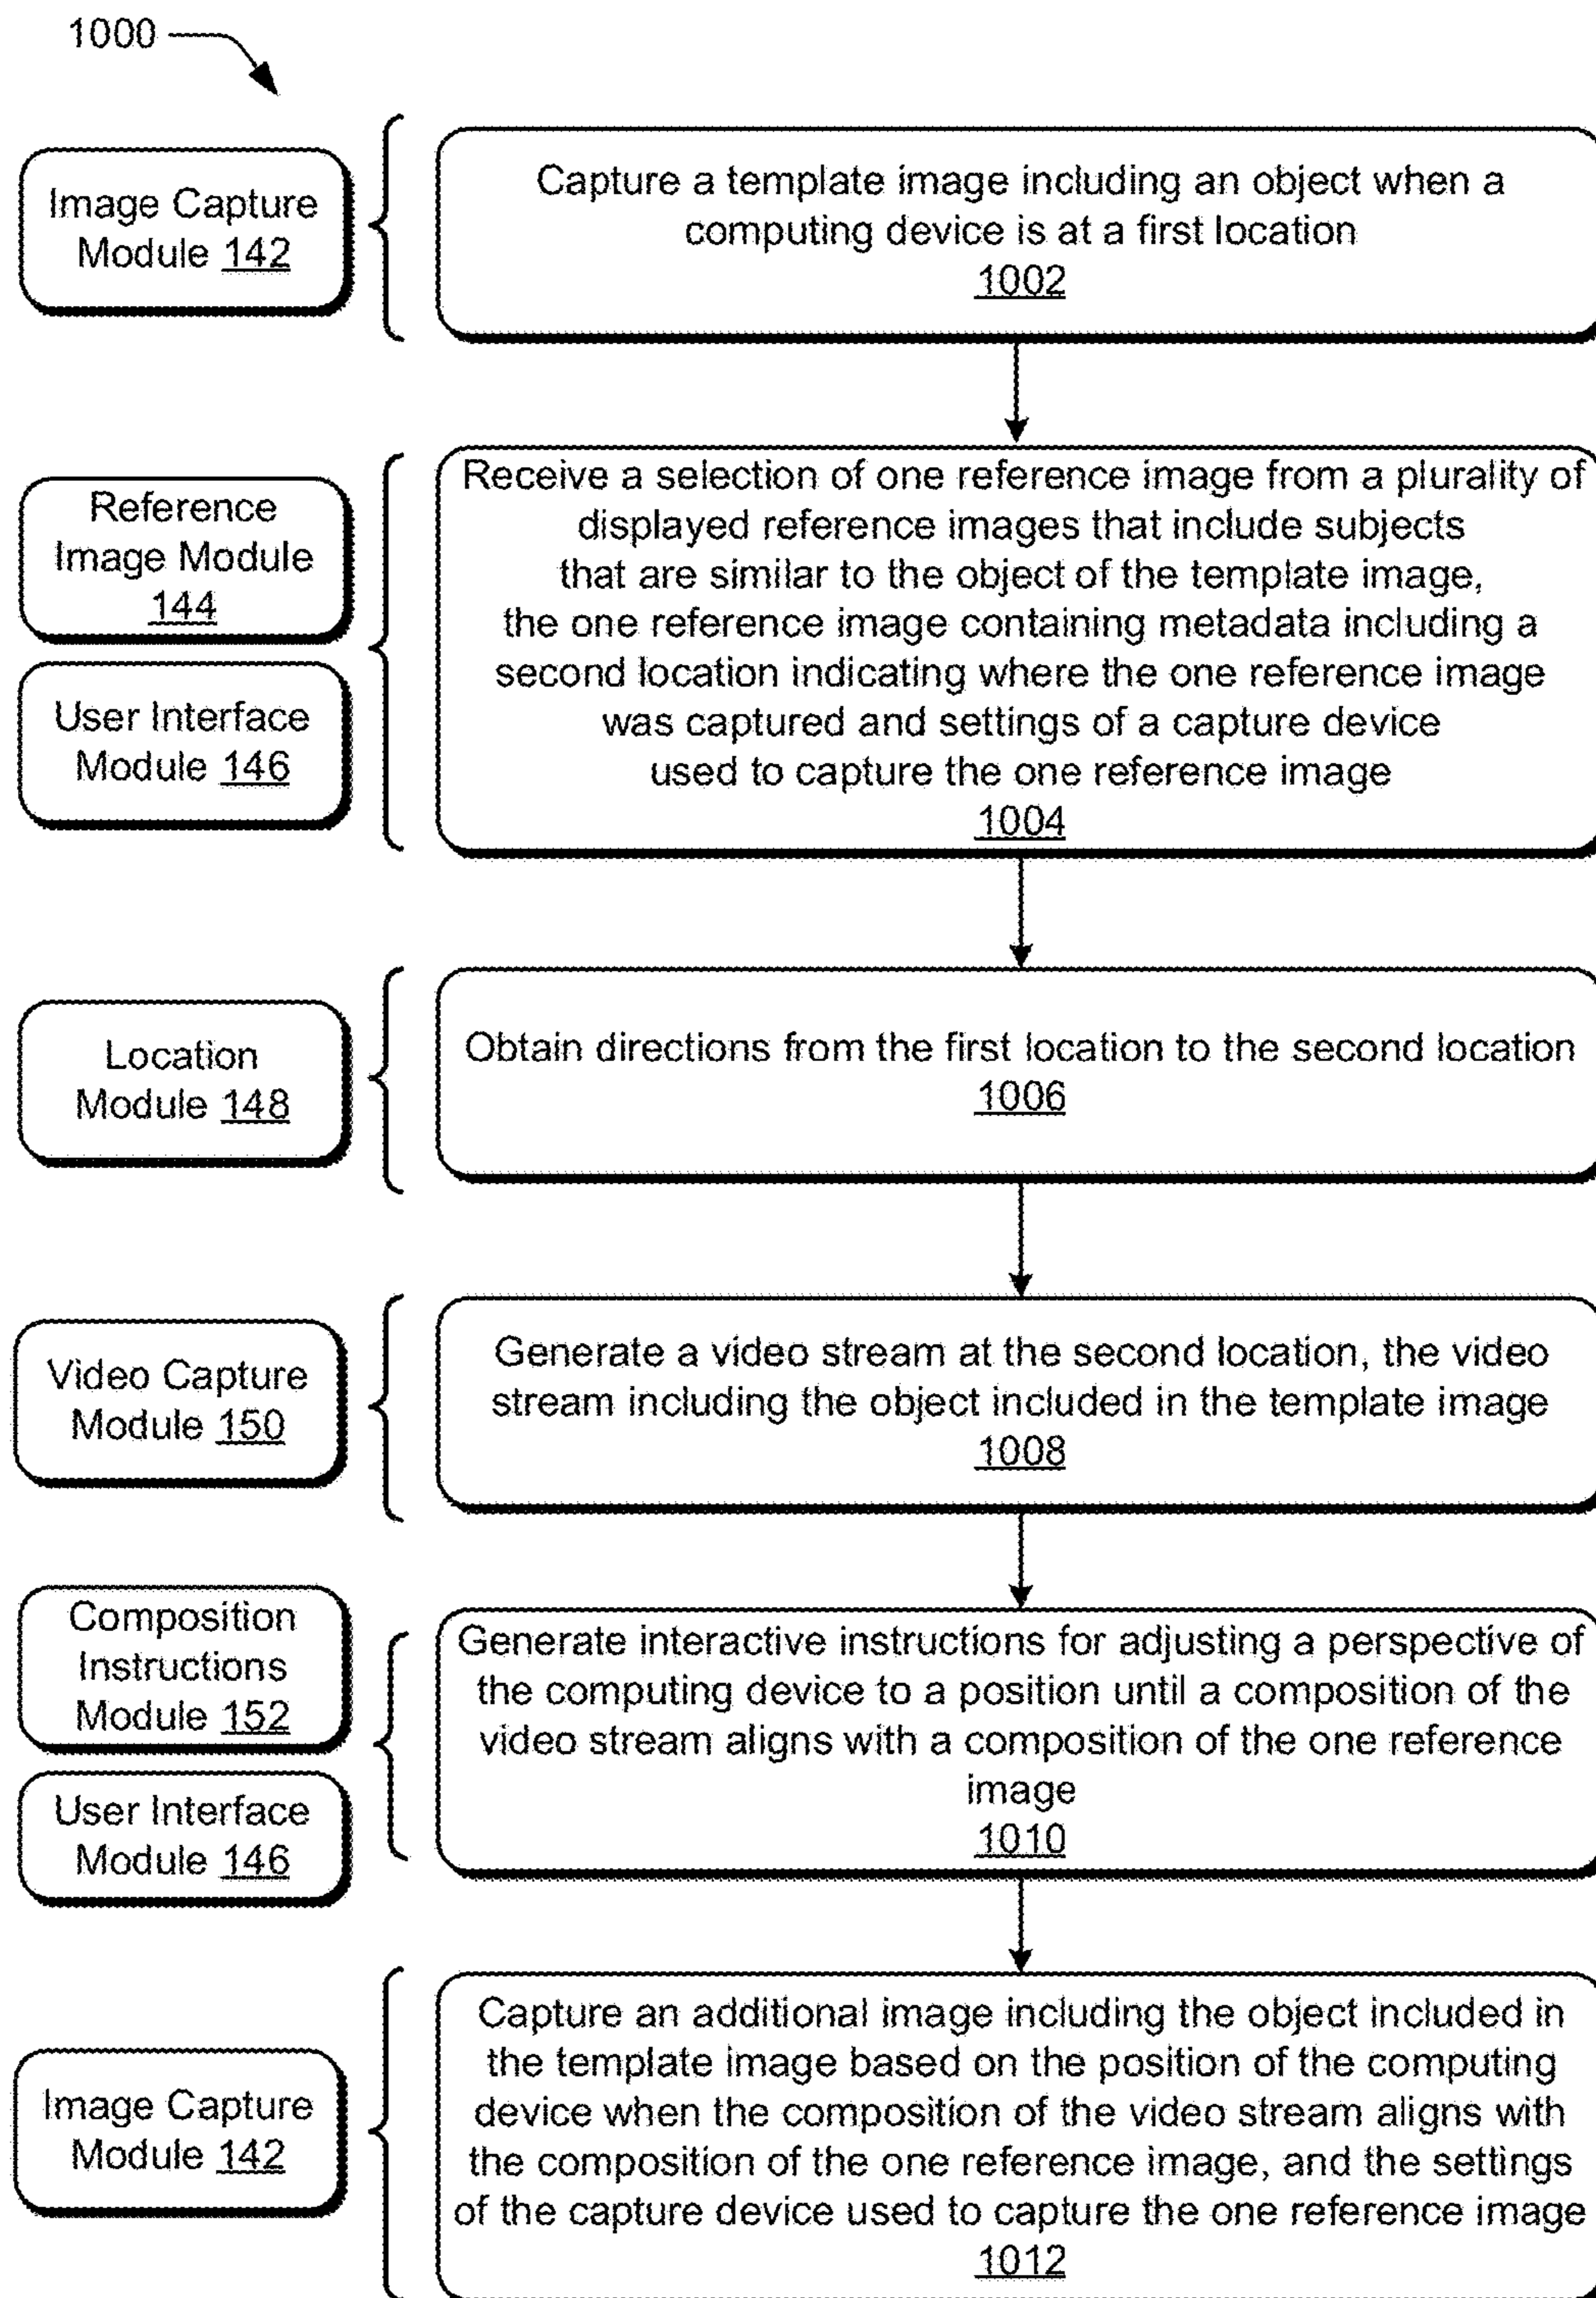 1000
Image Capture
Module 142
Capture a template image including an object when a
computing device is at a first location
1002
Reference
Image Module
144
User Interface
Module 146
Receive a selection of one reference image from a plurality of
displayed reference images that include subjects
that are similar to the object of the template image,
the one reference image containing metadata including a
second location indicating where the one reference image
was captured and settings of a capture device
used to capture the one reference image
1004
Location
Module 148
Obtain directions from the first location to the second location
1006
Video Capture
Module 150
Generate a video stream at the second location, the video
stream including the object included in the template image
1008
Composition
Instructions
Module 152
User Interface
Module 146
Generate interactive instructions for adjusting a perspective of
the computing device to a position until a composition of the
video stream aligns with a composition of the one reference
image
1010
Image Capture
Module 142
Capture an additional image including the object included in
the template image based on the position of the computing
device when the composition of the video stream aligns with
the composition of the one reference image, and the settings
of the capture device used to capture the one reference image
1012